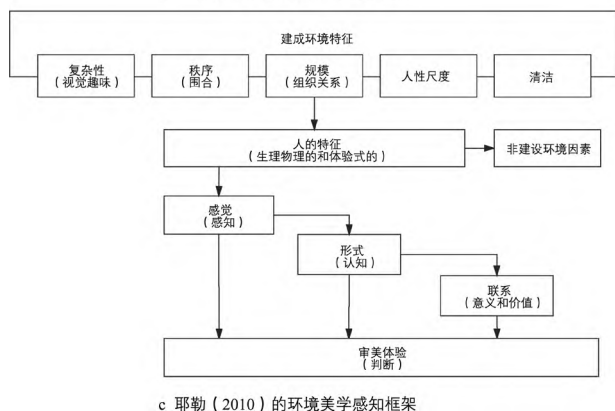 建成环境特征
复杂性
（视觉趣味）
秩序
（围合）
规模
（组织关系）
人性尺度
清洁
人的特征
（生理物理的和体验式的）
非建设环境因素
感觉
（感知）
形式
（认知）
联系
（意义和价值）
审美体验
（判断）
c 耶勒（2010）的环境美学感知框架